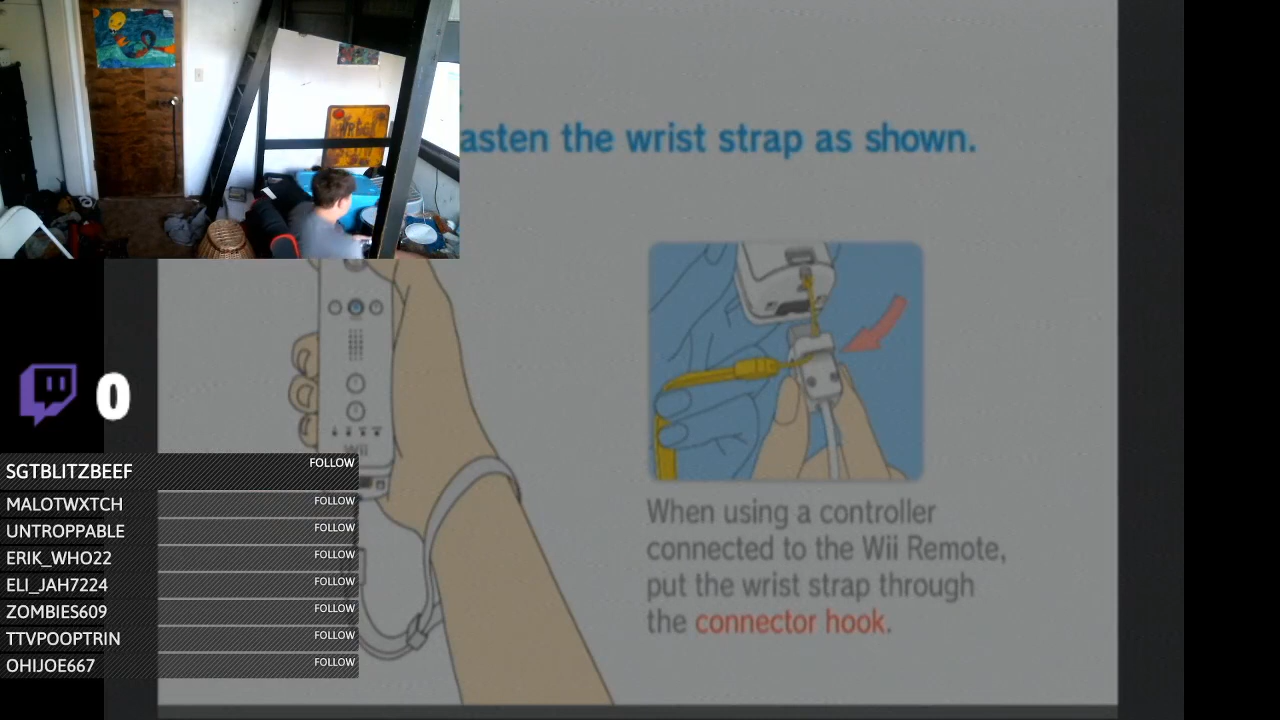 asten the wrist strap as shown.
When using a controller
connected to the Wii Remote,
put the wrist strap through
the connector hook.
Wii
0
SGTBLITZBEEF FOLLOW
MALOTWXTCH FOLLOW
UNTROPPABLE FOLLOW
ERIK_WHO22 FOLLOW
ELI_JAH7224 FOLLOW
ZOMBIES609 FOLLOW
TTVPOOPTRIN FOLLOW
OHIJOE667 FOLLOW